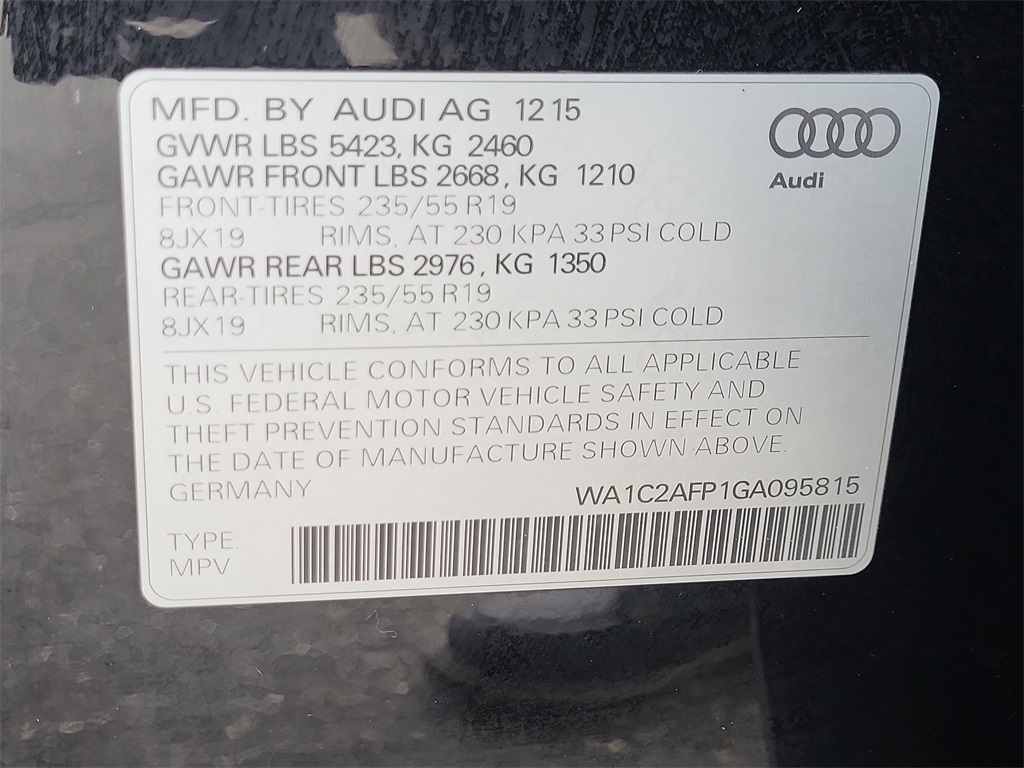 MFD. BY AUDI AG 12 15
GVWR LBS 5423, KG 2460
GAWR FRONT LBS 2668, KG 1210
FRONT-TIRES 235/55 R19
8JX19 RIMS, AT 230 KPA 33 PSI COLD
GAWR REAR LBS 2976, KG 1350
REAR-TIRES 235/55 R19
8JX19 RIMS, AT 230 KPA 33 PSI COLD
Audi
THIS VEHICLE CONFORMS TO ALL APPLICABLE
U.S. FEDERAL MOTOR VEHICLE SAFETY AND
THEFT PREVENTION STANDARDS IN EFFECT ON
THE DATE OF MANUFACTURE SHOWN ABOVE.
GERMANY WA1C2AFP1GA095815
TYPE:
MPV